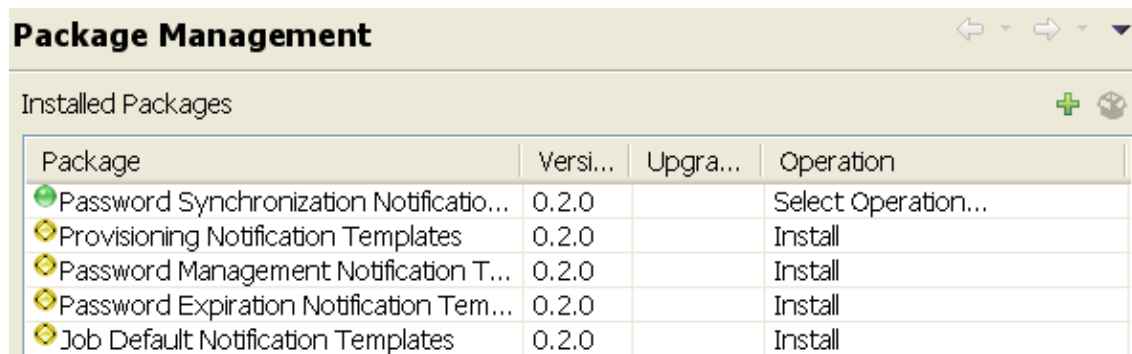 Package Management
Installed Packages
Package Versi... Upgra... Operation
Password Synchronization Notificatio... 0.2.0 Select Operation...
Provisioning Notification Templates 0.2.0 Install
Password Management Notification T... 0.2.0 Install
Password Expiration Notification Tem... 0.2.0 Install
Job Default Notification Templates 0.2.0 Install